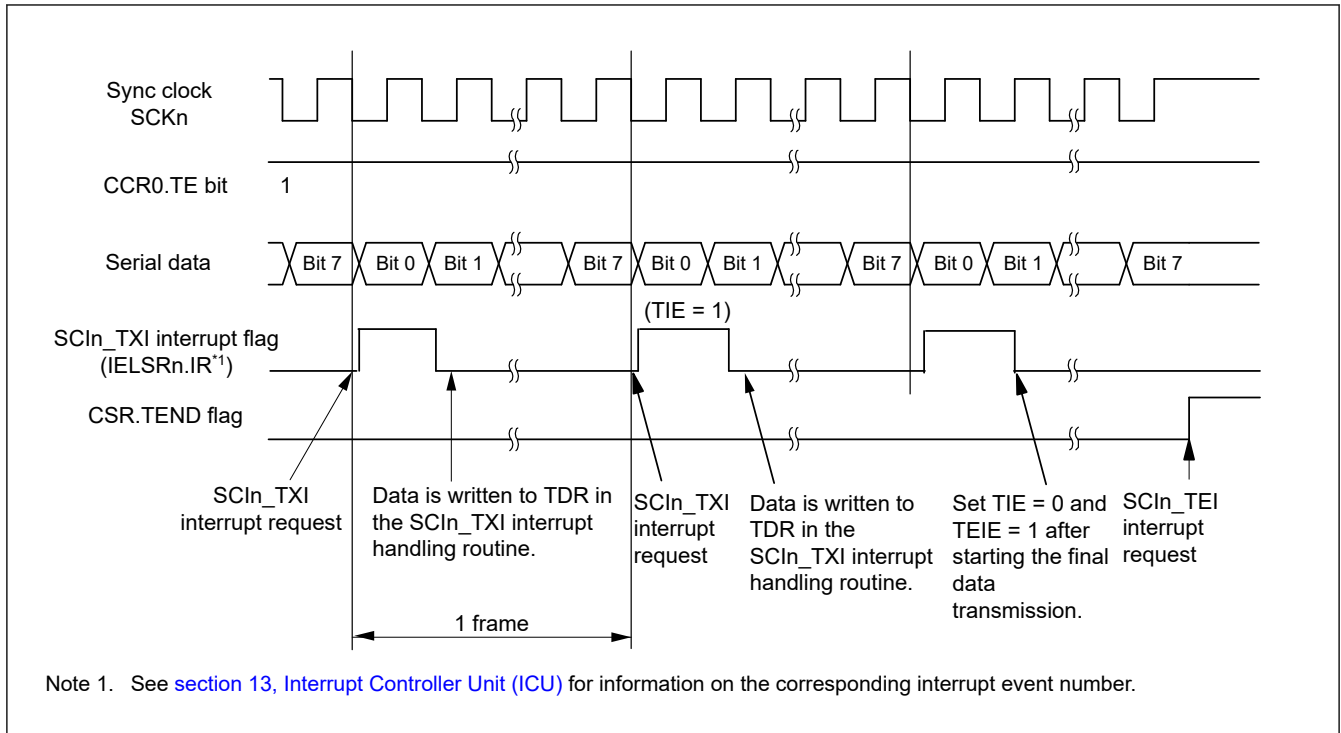 Sync clock
SCKn
CCR0.TE bit 1
Serial data
Bit 7 Bit 0 Bit 1 Bit 7 Bit 0 Bit 1 Bit 7 Bit 0 Bit 1 Bit 7
(TIE = 1)
SCIn_TXI interrupt flag
(IELSRn.IR*1)
CSR.TEND flag
SCIn_TXI
interrupt request
Data is written to TDR in
the SCIn_TXI interrupt
handling routine.
SCIn_TXI
interrupt
request
Data is written to
TDR in the
SCIn_TXI interrupt
handling routine.
Set TIE = 0 and
TEIE = 1 after
starting the final
data
transmission.
SCIn_TEI
interrupt
request
1 frame
Note 1. See section 13, Interrupt Controller Unit (ICU) for information on the corresponding interrupt event number.